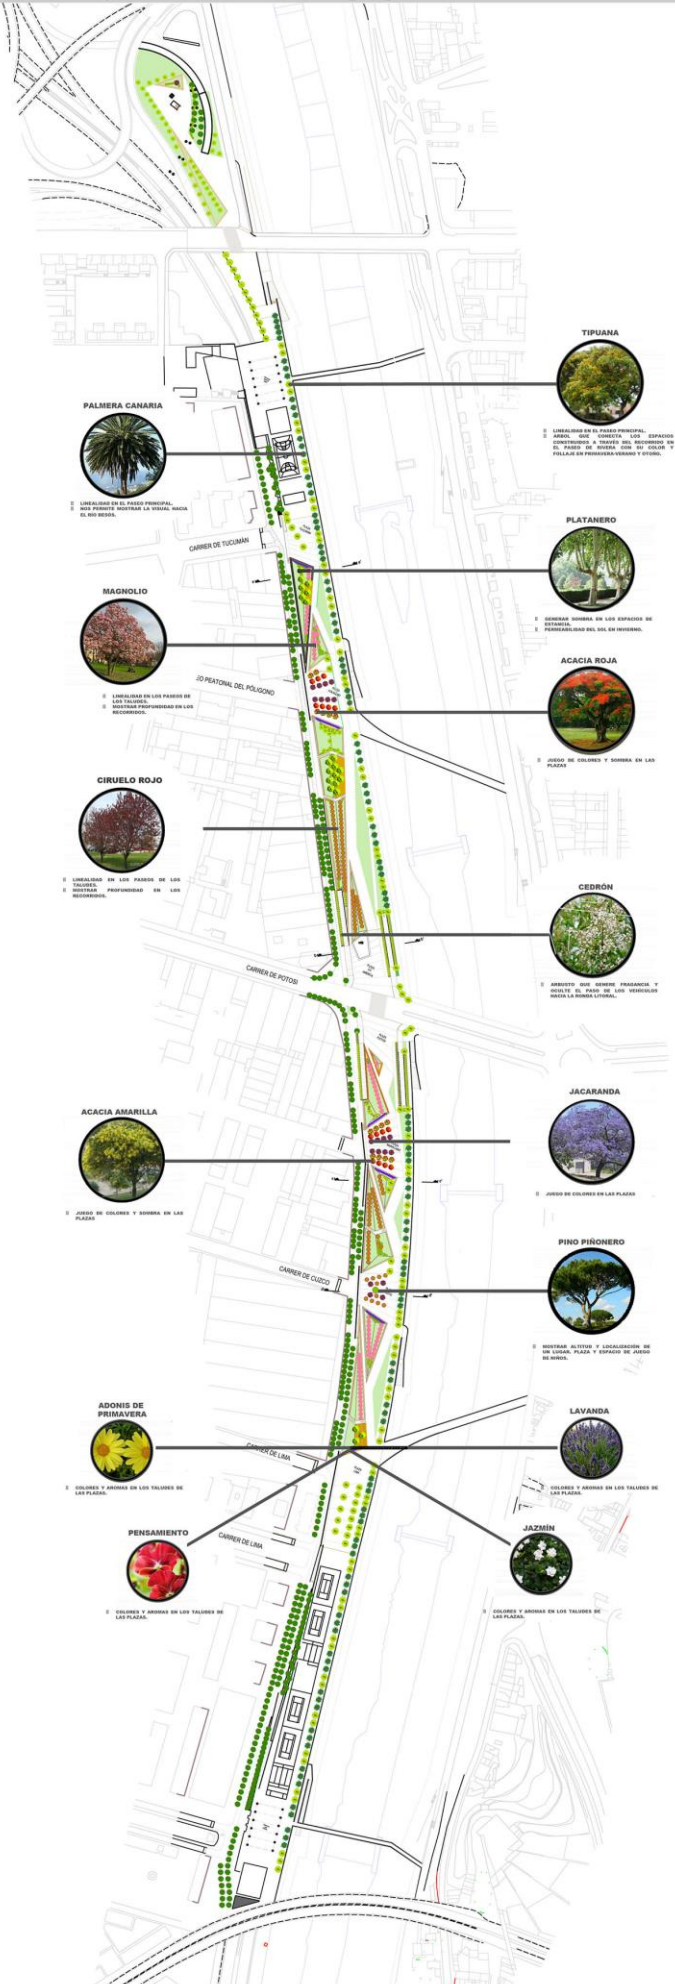 TIPUANA
LINEALIDAD EN EL PASEO PRINCIPAL.
ARBOL QUE CONECTA LOS ESPACIOS
CONSTRUIDOS A TRAVÉS DEL RECORRIDO EN
EL PASEO DE RIVERA CON SU COLOR Y
FOLLAJE EN PRIMAVERA-VERANO Y OTOÑO.
PALMERA CANARIA
LINEALIDAD EN EL PASEO PRINCIPAL.
NOS PERMITE MOSTRAR LA VISUAL HACIA
EL RÍO BESÓS.
PLATANERO
GENERAR SOMBRA EN LOS ESPACIOS DE
ESTANCIA.
PERMEABILIDAD DEL SOL EN INVIERNO.
CARRER DE TUCUMÁN
MAGNOLIO
LINEALIDAD EN LOS PASEOS DE
LOS TALUDES.
MOSTRAR PROFUNDIDAD EN LOS
RECORRIDOS.
ACACIA ROJA
JUEGO DE COLORES Y SOMBRA EN LAS
PLAZAS
JO PEATONAL DEL POLÍGONO
CIRUELO ROJO
LINEALIDAD EN LOS PASEOS DE LOS
TALUDES.
MOSTRAR PROFUNDIDAD EN LOS
RECORRIDOS.
CEDRÓN
ARBUSTO QUE GENERE FRAGANCIA Y
OCULTE EL PASO DE LOS VEHICULOS
HACIA LA RONDA LITORAL.
CARRER DE POTOSI
ACACIA AMARILLA
JUEGO DE COLORES Y SOMBRA EN LAS
PLAZAS
JACARANDA
JUEGO DE COLORES EN LAS PLAZAS
PINO PIÑONERO
MOSTRAR ALTITUD Y LOCALIZACIÓN DE
UN LUGAR, PLAZA Y ESPACIO DE JUEGO
DE NIÑOS.
CARRER DE CUZCO
ADONIS DE
PRIMAVERA
COLORES Y AROMAS EN LOS TALUDES DE
LAS PLAZAS.
LAVANDA
COLORES Y AROMAS EN LOS TALUDES DE
LAS PLAZAS.
CARRER DE LIMA
PENSAMIENTO
COLORES Y AROMAS EN LOS TALUDES DE
LAS PLAZAS.
JAZMÍN
COLORES Y AROMAS EN LOS TALUDES DE
LAS PLAZAS.
CARRER DE LIMA